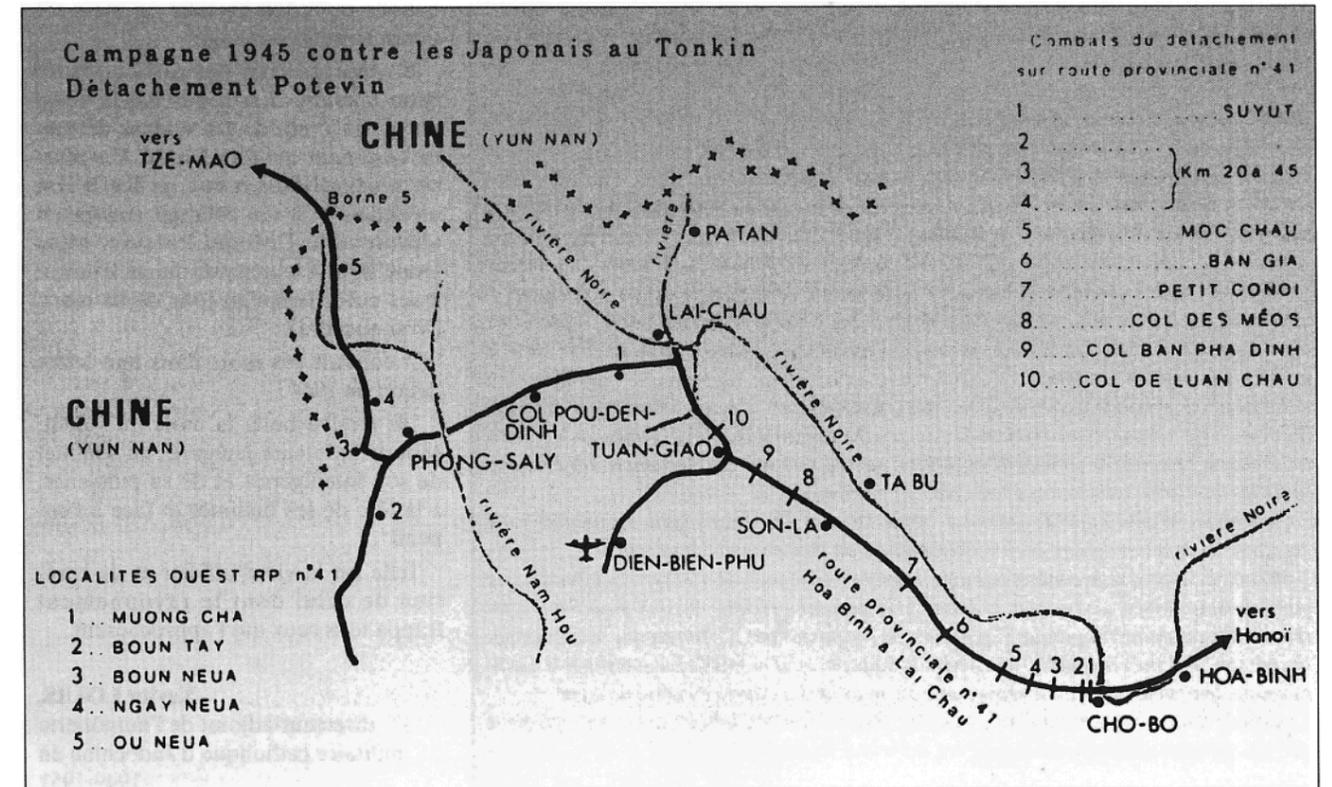 Campagne 1945 contre les Japonais au Tonkin
Détachement Potevin
Combats du detachement
sur route provinciale n°41
1 SUYUT
2
3 Km 20a 45
4
5 MOC CHAU
6 BAN GIA
7 PETIT CONOI
8 COL DES MÉOS
9 COL BAN PHA DINH
10 COL DE LUAN CHAU
vers
TZE-MAO
CHINE (YUN NAN)
Borne 5
rivière Noire
rivière
PA TAN
5
LAI-CHAU
rivière Noire
1
4
COL POU-DEN-
DINH
10
CHINE
(YUN NAN)
3
PHONG-SALY
TUAN-GIAO
9
8
TA BU
2
SON-LA
rivière Nam Hou
DIEN-BIEN-PHU
rivière Noire
route provinciale n°41
Hoa Binh a Lai Chau
7
6
5 4 3 2 1
vers
Hanoï
HOA-BINH
CHO-BO
LOCALITES OUEST RP n°41
1 MUONG CHA
2.. BOUN TAY
3.. BOUN NEUA
4.. NGAY NEUA
5 OU NEUA